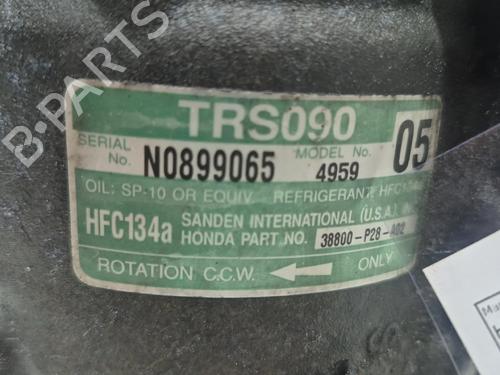 B-PARTS
TRS090
05
SERIAL No. N0899065 MODEL No. 4959
OIL: SP-10 OR EQUIV. REFRIGERANT: HFC134
HFC134a SANDEN INTERNATIONAL (U.S.A.)
HONDA PART NO. 38800-P28-A02
ROTATION C.C.W. ONLY